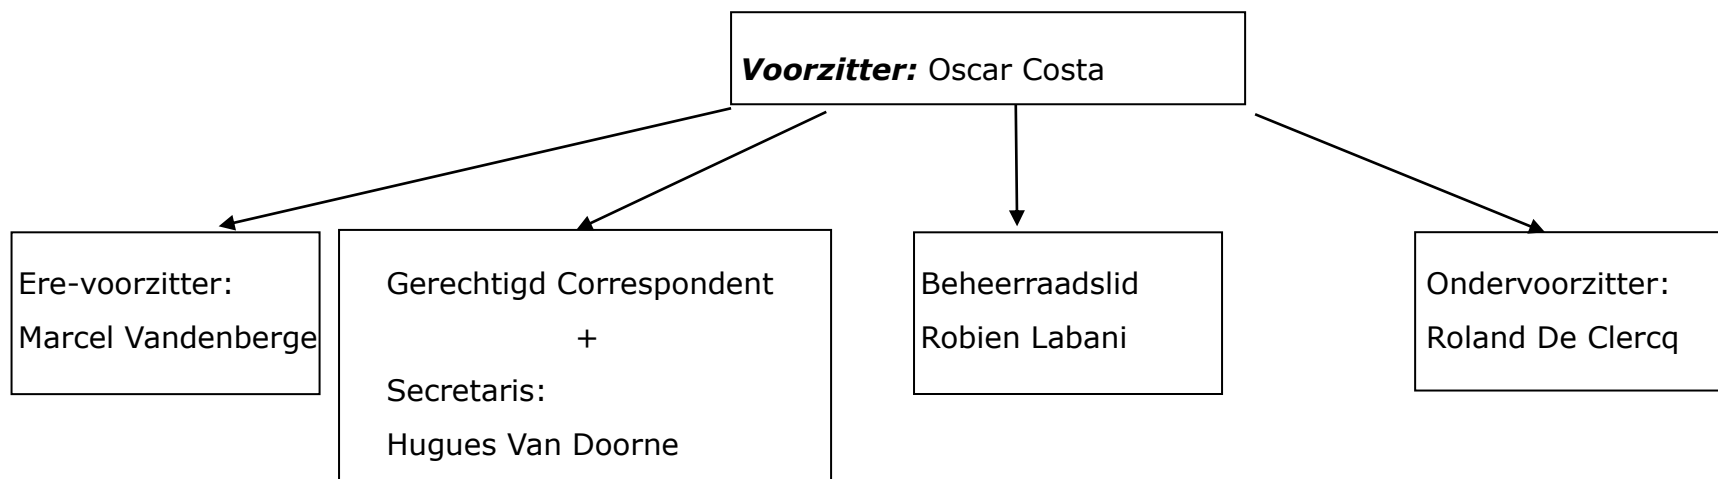 Voorzitter: Oscar Costa
Ere-voorzitter:
Marcel Vandenberge
Gerechtigd Correspondent
+
Secretaris:
Hugues Van Doorne
Beheerraadslid
Robien Labani
Ondervoorzitter:
Roland De Clercq